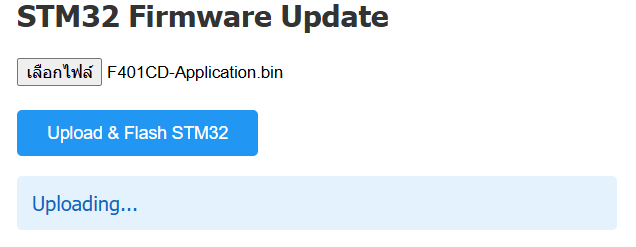 STM32 Firmware Update
เลือกไฟล์ F401CD-Application.bin
Upload & Flash STM32
Uploading...